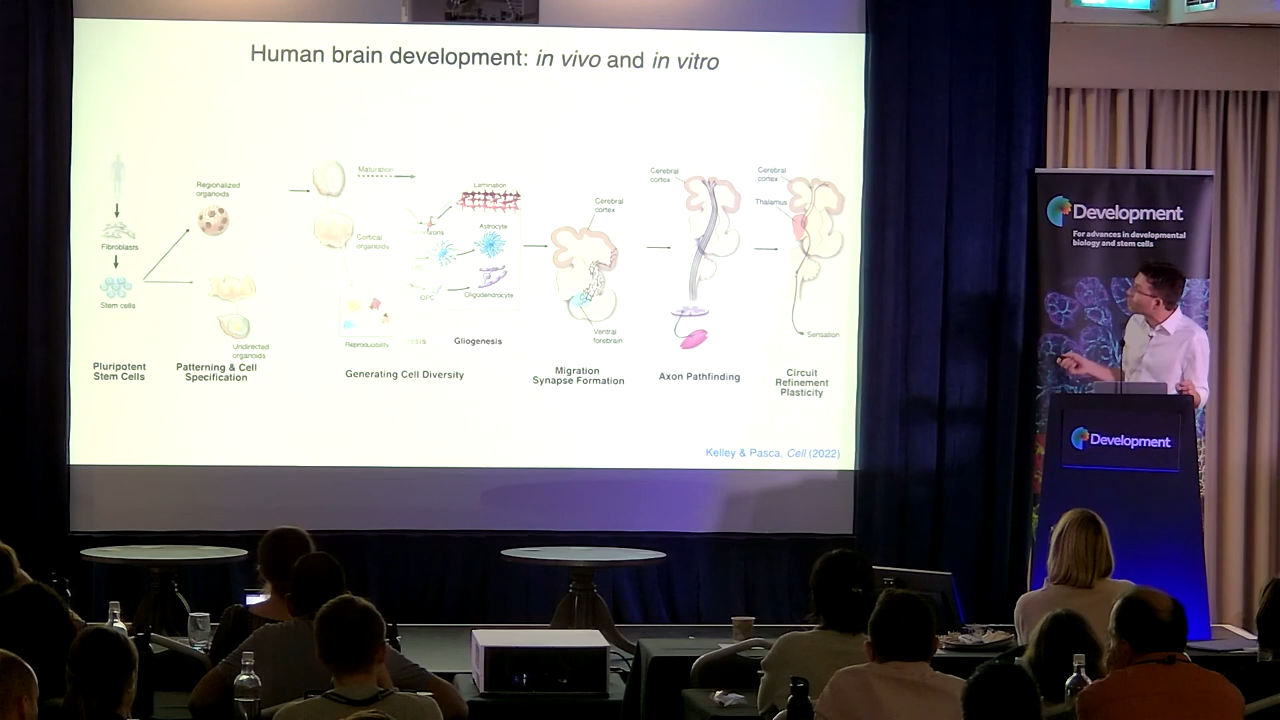 Human brain development: in vivo and in vitro
Regionalized
organoids
Fibroblasts
Stem cells
Undirected
organoids
Pluripotent
Stem Cells
Patterning & Cell
Specification
Maturation
Cortical
organoids
Lamination
Astrocyte
OPC
Oligodendrocyte
Reproducibility
Gliogenesis
Generating Cell Diversity
Cerebral
cortex
Ventral
forebrain
Migration
Synapse Formation
Cerebral
cortex
Axon Pathfinding
Cerebral
cortex
Thalamus
Sensation
Circuit
Refinement
Plasticity
Kelley & Pasca, Cell (2022)
Development
For advances in developmental
biology and stem cells
Development